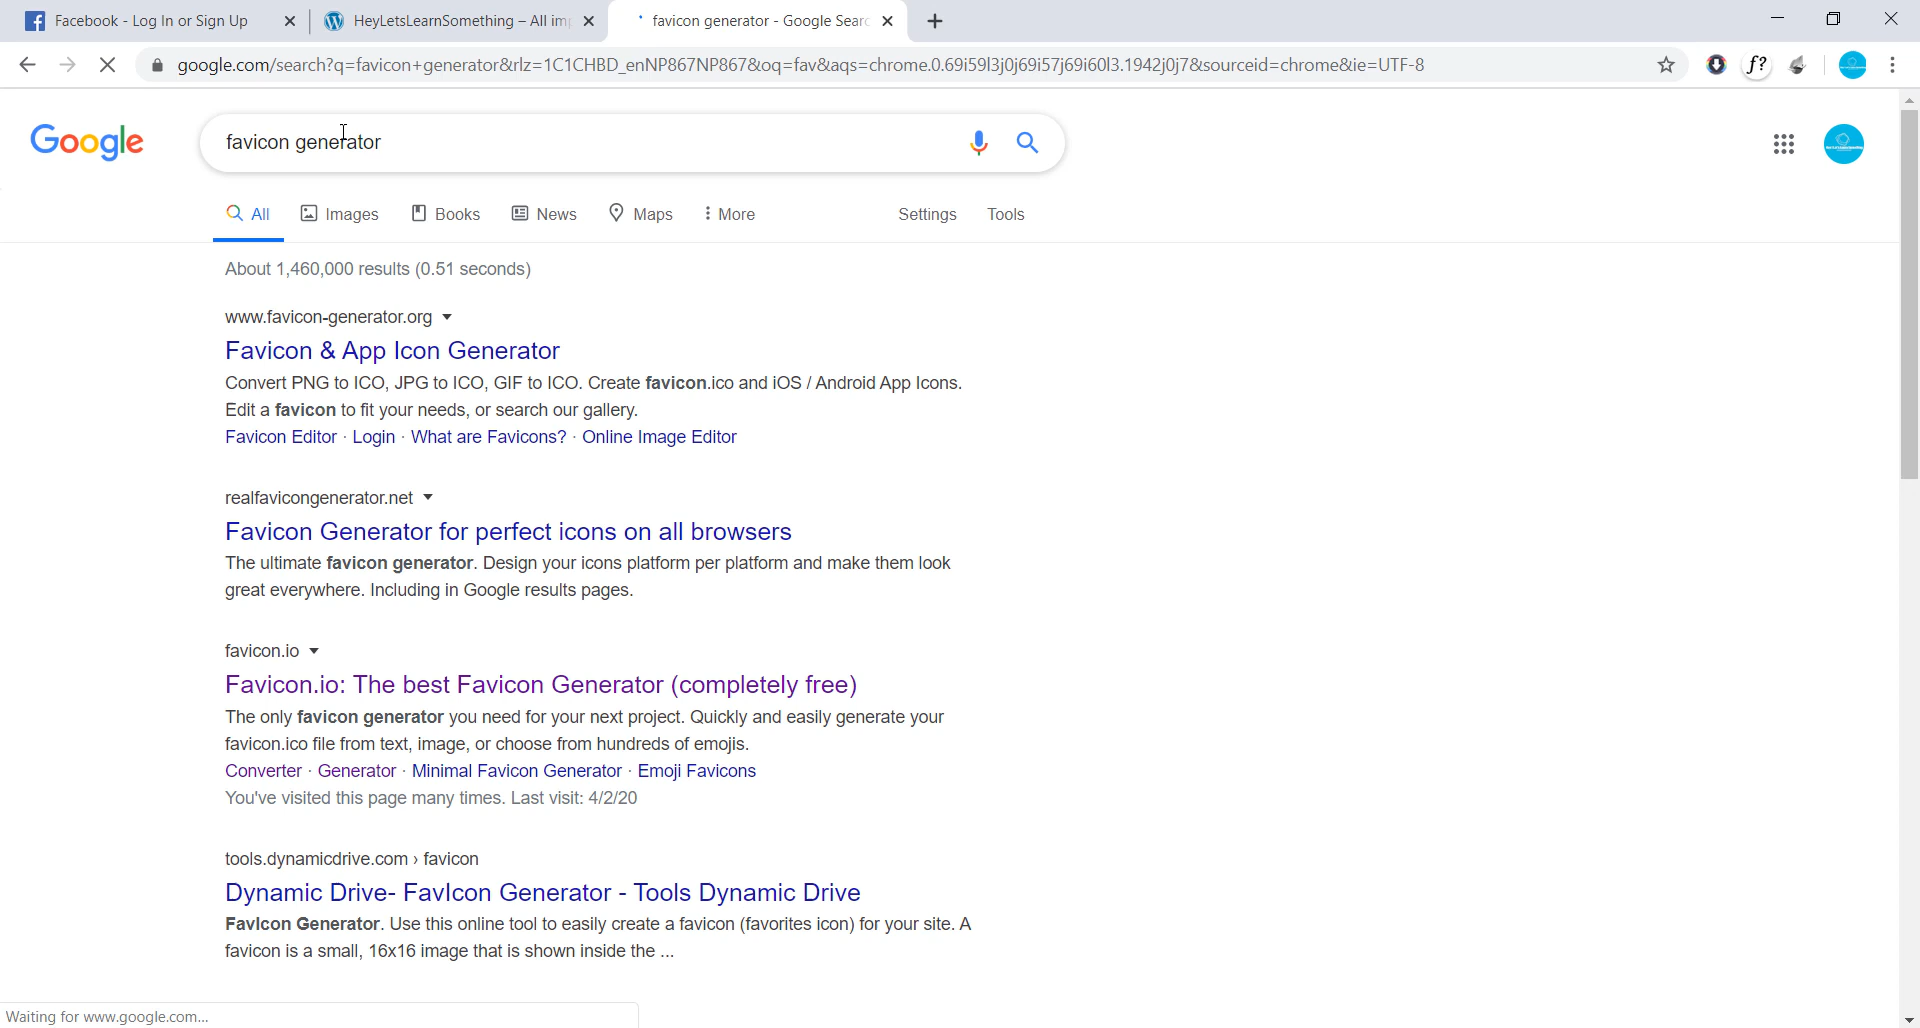 Facebook - Log In or Sign Up
HeyLetsLearnSomething – All im
favicon generator - Google Searc
google.com/search?q=favicon+generator&rlz=1C1CHBD_enNP867NP867&oq=fav&aqs=chrome.0.69i59l3j0j69i57j69i60l3.1942j0j7&sourceid=chrome&ie=UTF-8
f?
Google
favicon generator
All
Images
Books
News
Maps
More
Settings
Tools
About 1,460,000 results (0.51 seconds)
www.favicon-generator.org
Favicon & App Icon Generator
Convert PNG to ICO, JPG to ICO, GIF to ICO. Create favicon.ico and iOS / Android App Icons.
Edit a favicon to fit your needs, or search our gallery.
Favicon Editor · Login · What are Favicons? · Online Image Editor
realfavicongenerator.net
Favicon Generator for perfect icons on all browsers
The ultimate favicon generator. Design your icons platform per platform and make them look
great everywhere. Including in Google results pages.
favicon.io
Favicon.io: The best Favicon Generator (completely free)
The only favicon generator you need for your next project. Quickly and easily generate your
favicon.ico file from text, image, or choose from hundreds of emojis.
Converter · Generator · Minimal Favicon Generator · Emoji Favicons
You've visited this page many times. Last visit: 4/2/20
tools.dynamicdrive.com › favicon
Dynamic Drive- FavIcon Generator - Tools Dynamic Drive
FavIcon Generator. Use this online tool to easily create a favicon (favorites icon) for your site. A
favicon is a small, 16x16 image that is shown inside the ...
Waiting for www.google.com...